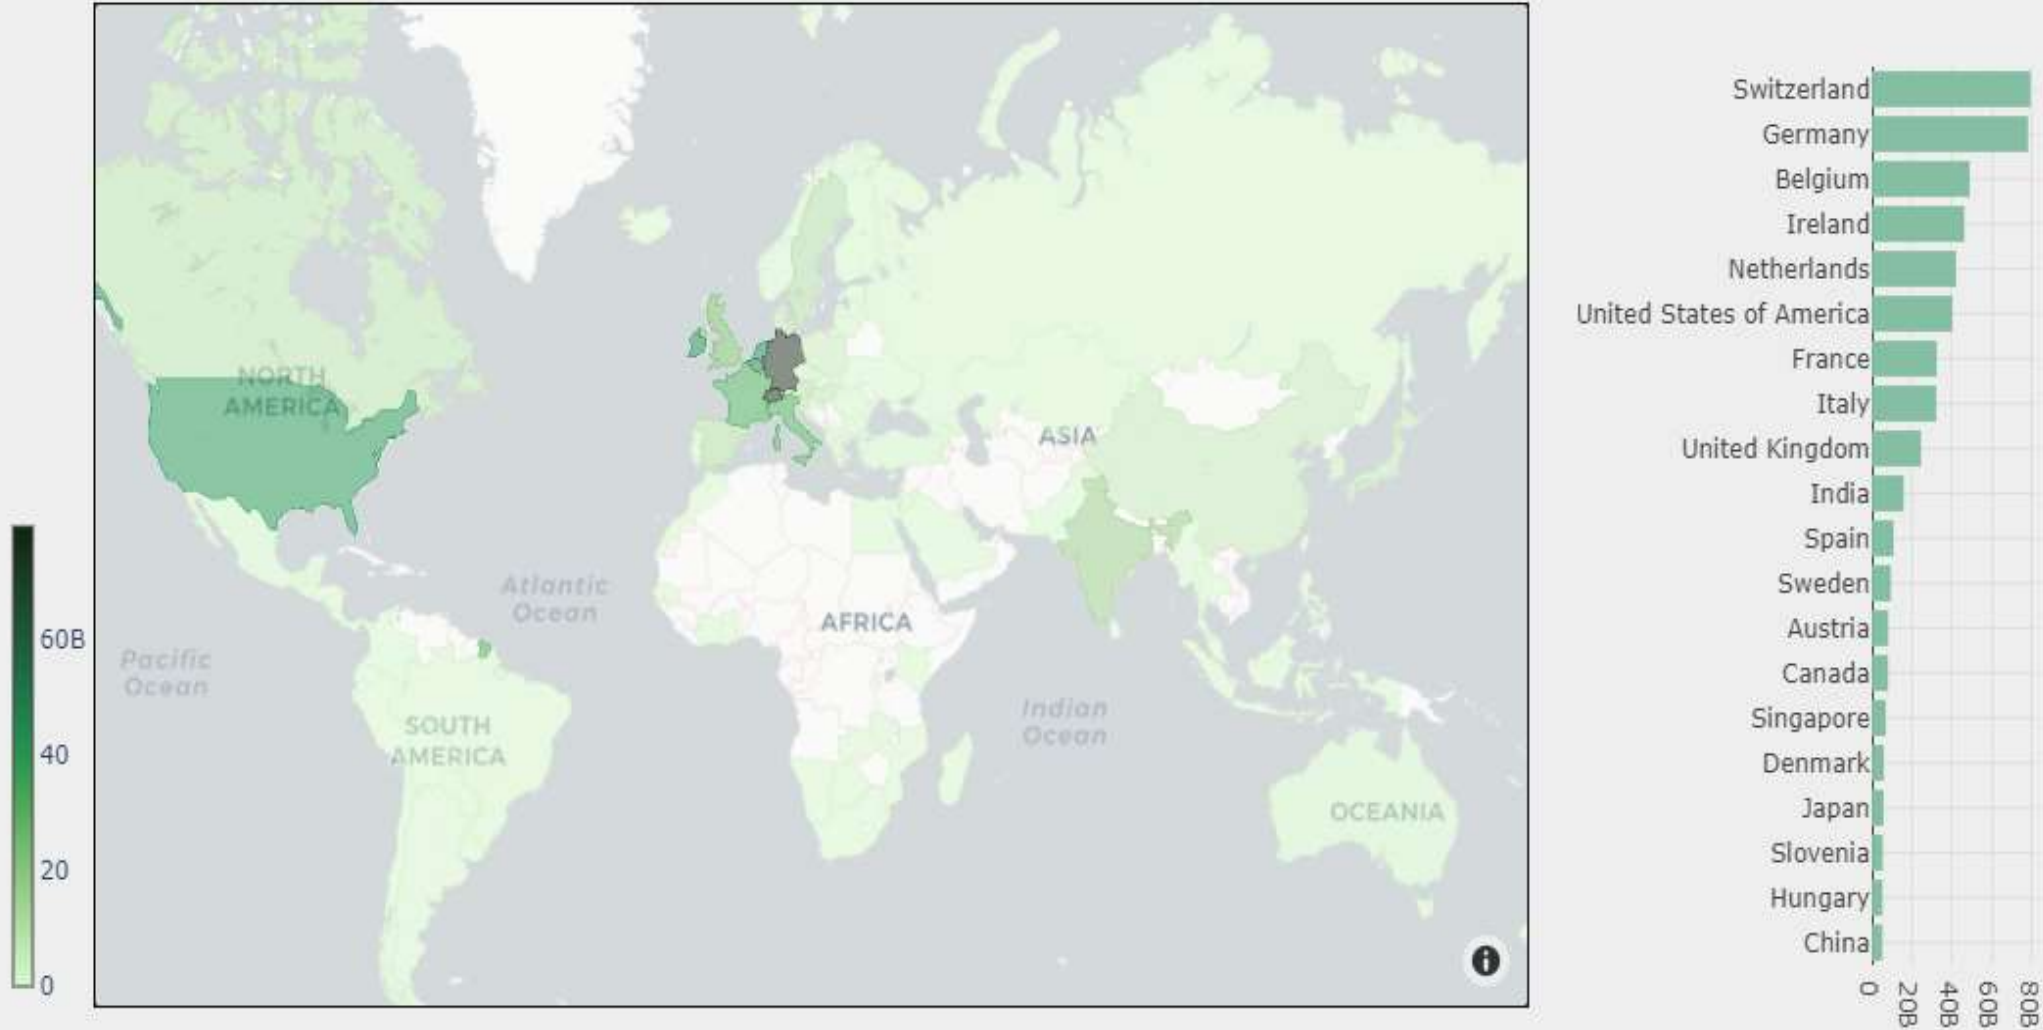 60B
40
20
0
NORTH
AMERICA
ASIA
Atlantic
Ocean
AFRICA
Pacific
Ocean
SOUTH
AMERICA
Indian
Ocean
OCEANIA
i
Switzerland
Germany
Belgium
Ireland
Netherlands
United States of America
France
Italy
United Kingdom
India
Spain
Sweden
Austria
Canada
Singapore
Denmark
Japan
Slovenia
Hungary
China
0
20B
40B
60B
80B